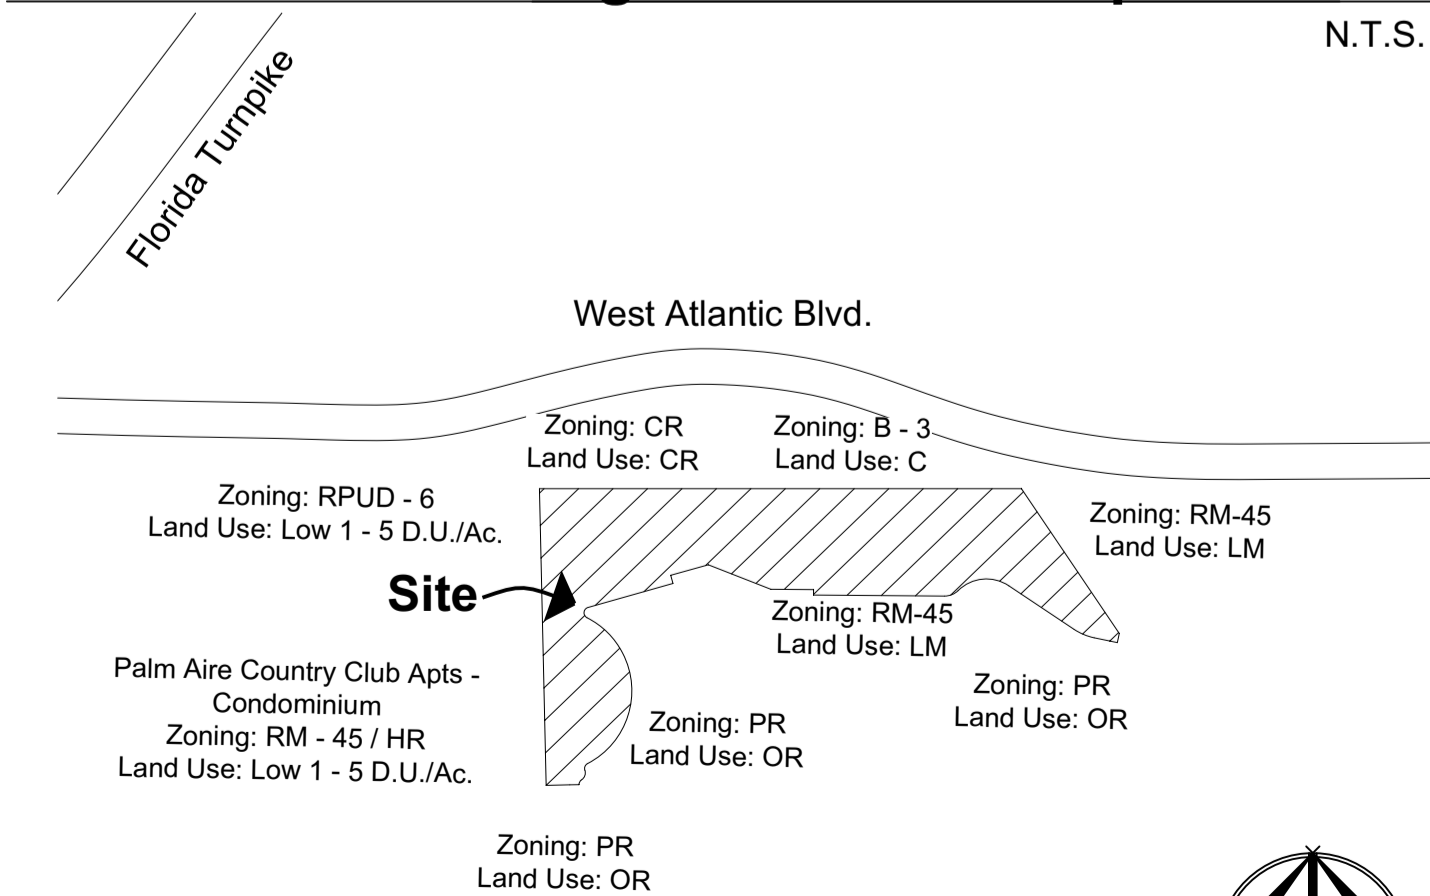 N.T.S.
Florida Turnpike
West Atlantic Blvd.
Zoning: CR
Land Use: CR
Zoning: B - 3
Land Use: C
Zoning: RPUD - 6
Land Use: Low 1 - 5 D.U./Ac.
Zoning: RM-45
Land Use: LM
Site
Zoning: RM-45
Land Use: LM
Palm Aire Country Club Apts -
Condominium
Zoning: RM - 45 / HR
Land Use: Low 1 - 5 D.U./Ac.
Zoning: PR
Land Use: OR
Zoning: PR
Land Use: OR
Zoning: PR
Land Use: OR